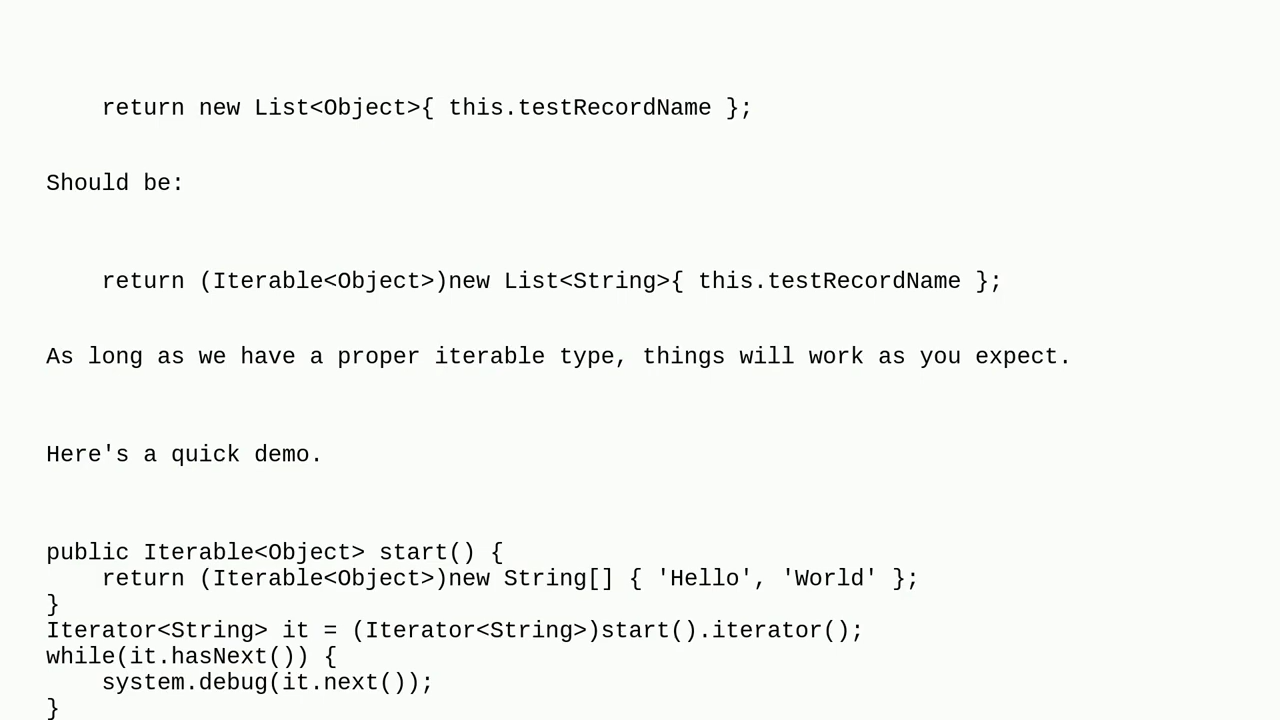 return new List<Object>{ this.testRecordName };
Should be:
return (Iterable<Object>)new List<String>{ this.testRecordName };
As long as we have a proper iterable type, things will work as you expect.
Here's a quick demo.
public Iterable<Object> start() {
    return (Iterable<Object>)new String[] { 'Hello', 'World' };
}
Iterator<String> it = (Iterator<String>)start().iterator();
while(it.hasNext()) {
    system.debug(it.next());
}